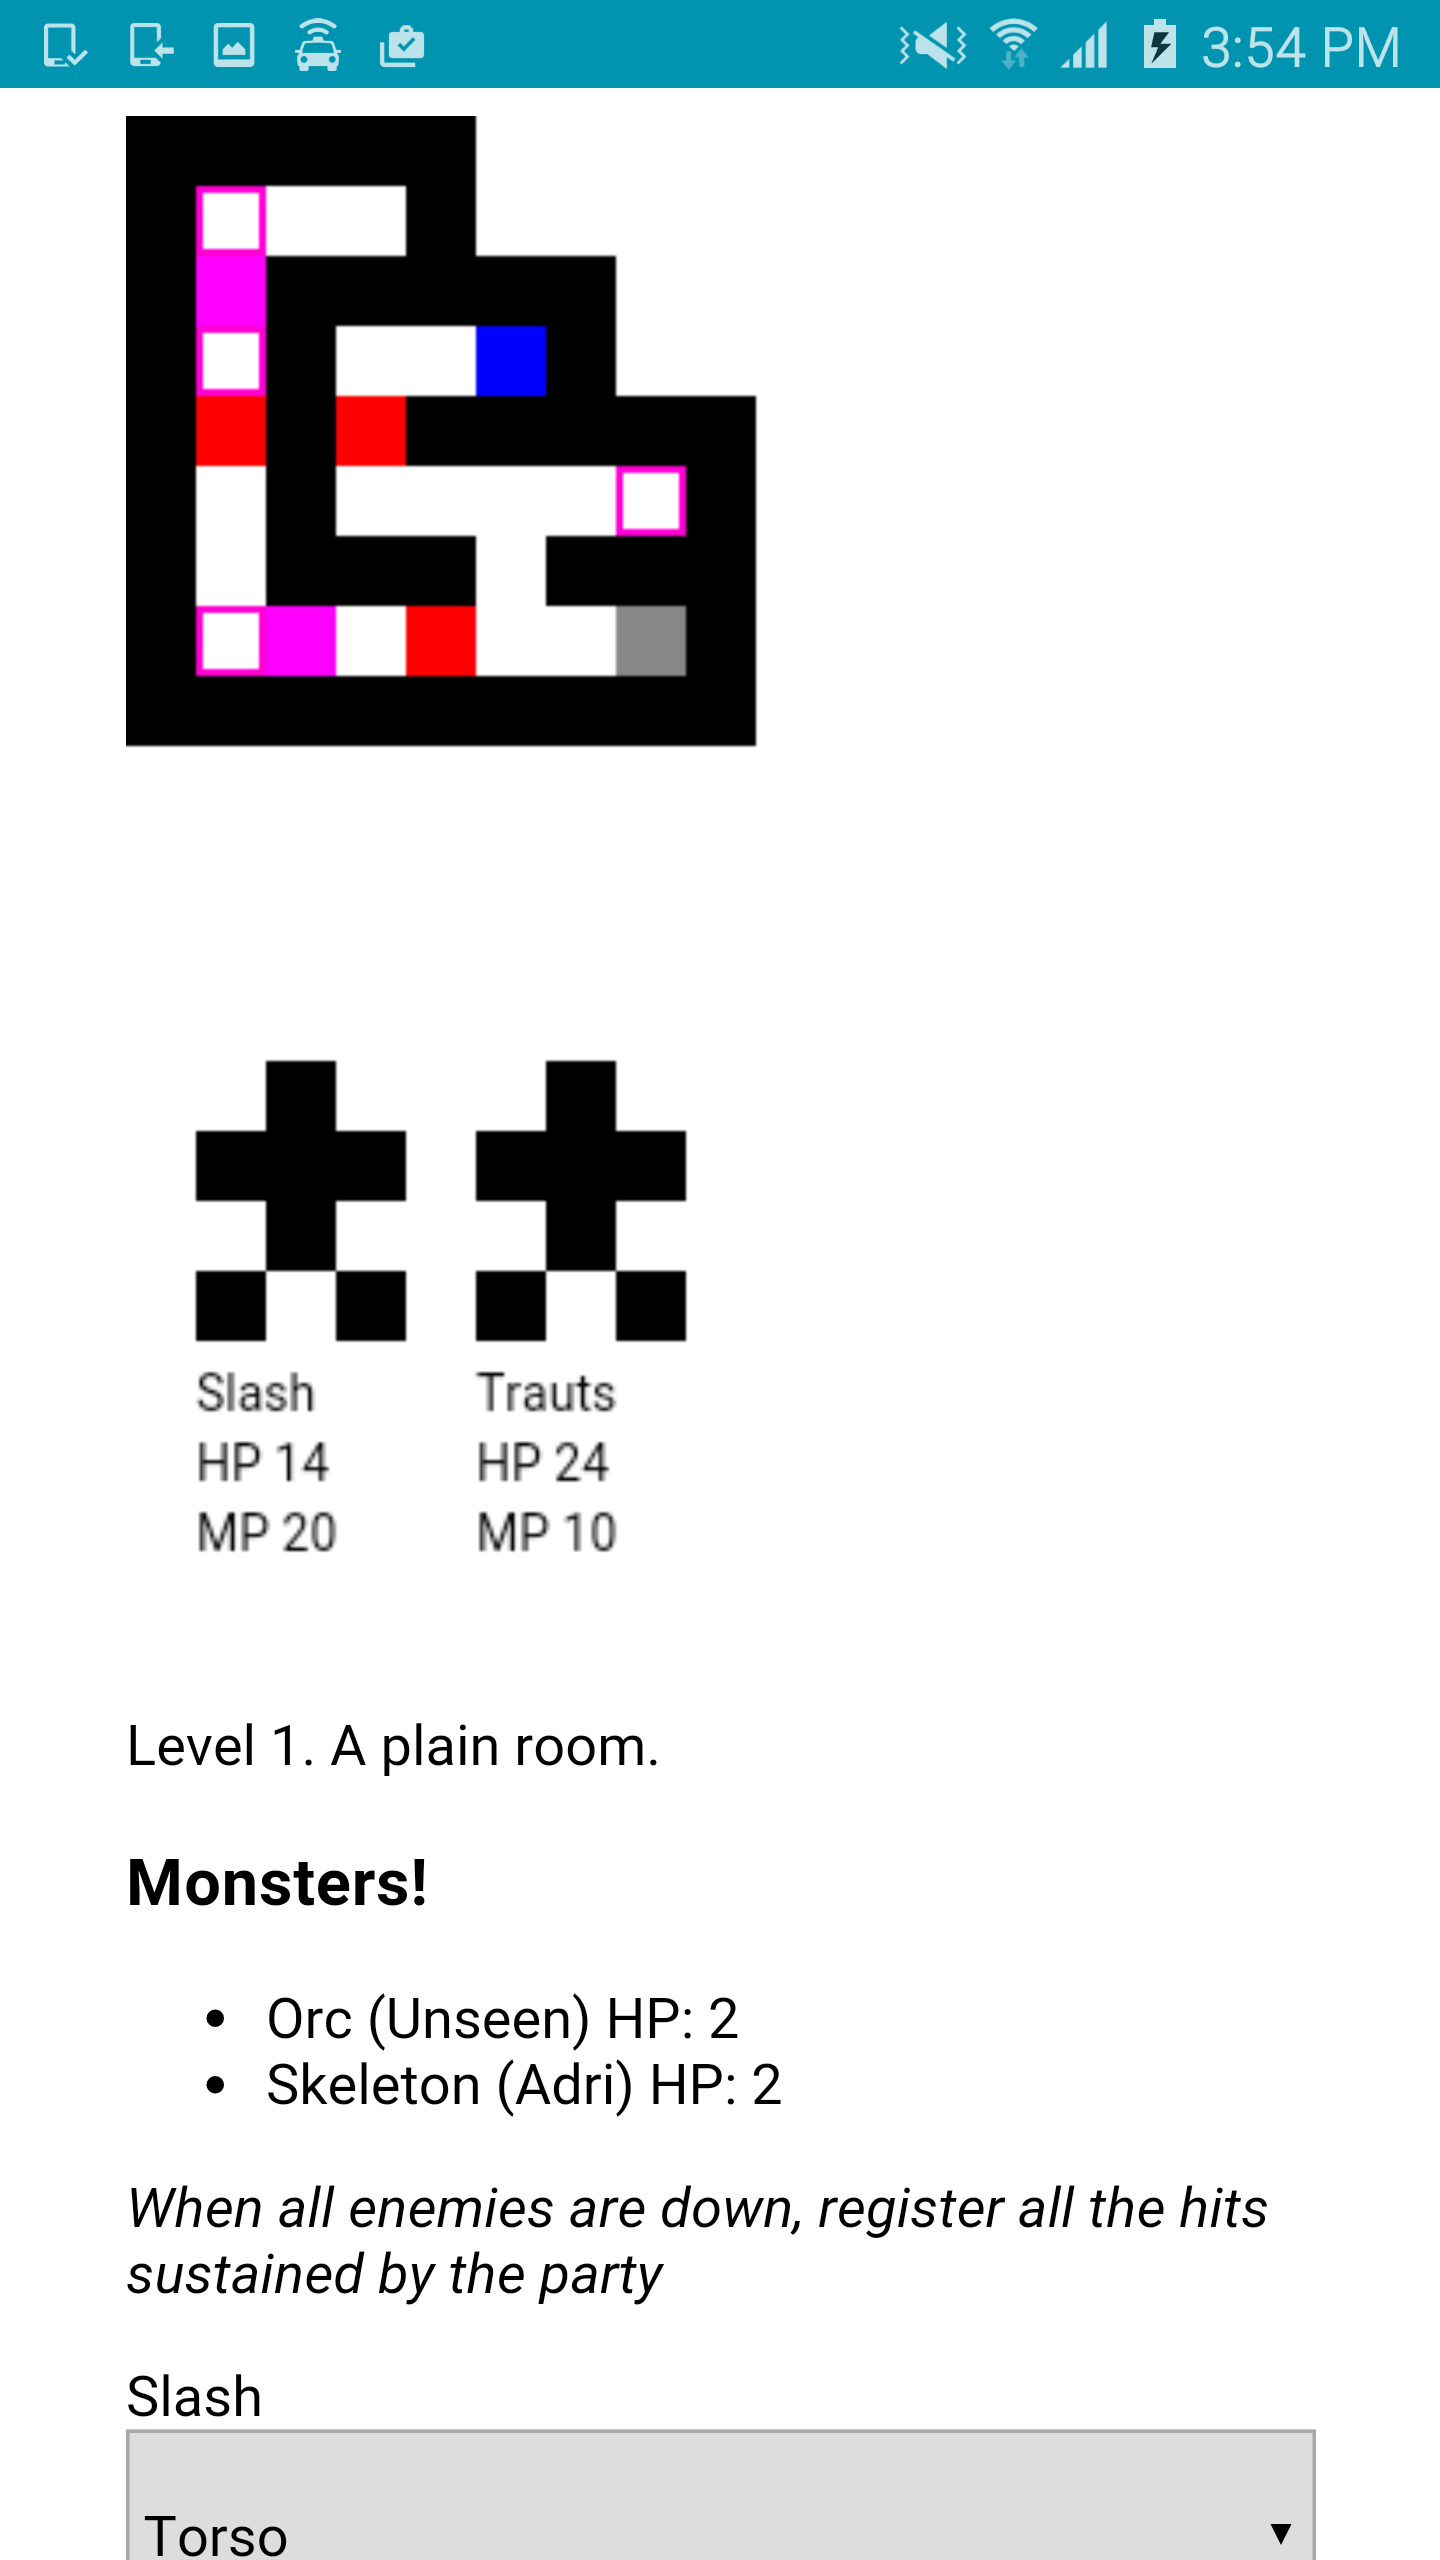 3:54 PM
Slash Trauts
HP 14 HP 24
MP 20 MP 10
Level 1. A plain room.
Monsters!
• Orc (Unseen) HP: 2
• Skeleton (Adri) HP: 2
When all enemies are down, register all the hits
sustained by the party
Slash
Torso